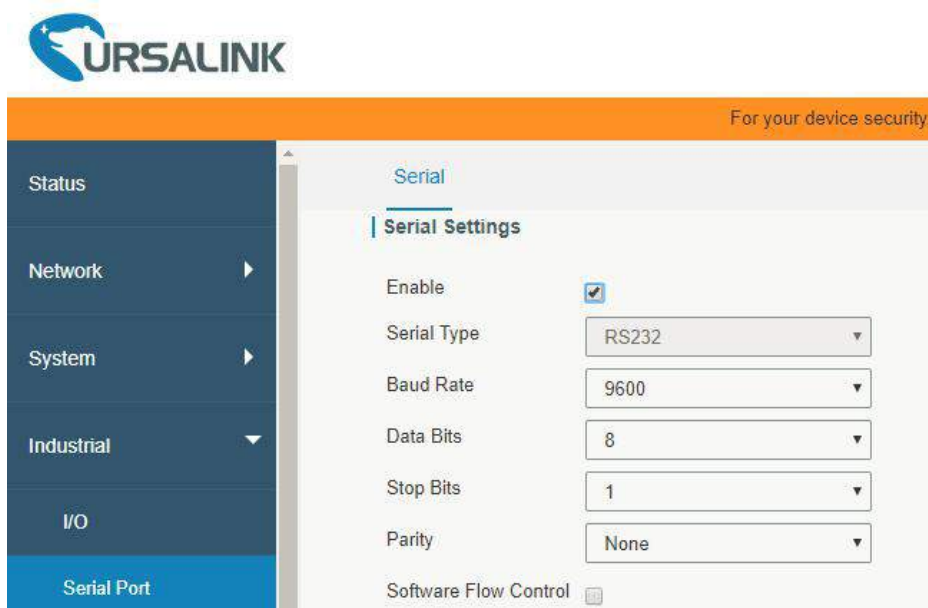 URSALINK
For your device security
Status
Network
System
Industrial
I/O
Serial Port
Serial
Serial Settings
Enable
Serial Type RS232
Baud Rate 9600
Data Bits 8
Stop Bits 1
Parity None
Software Flow Control